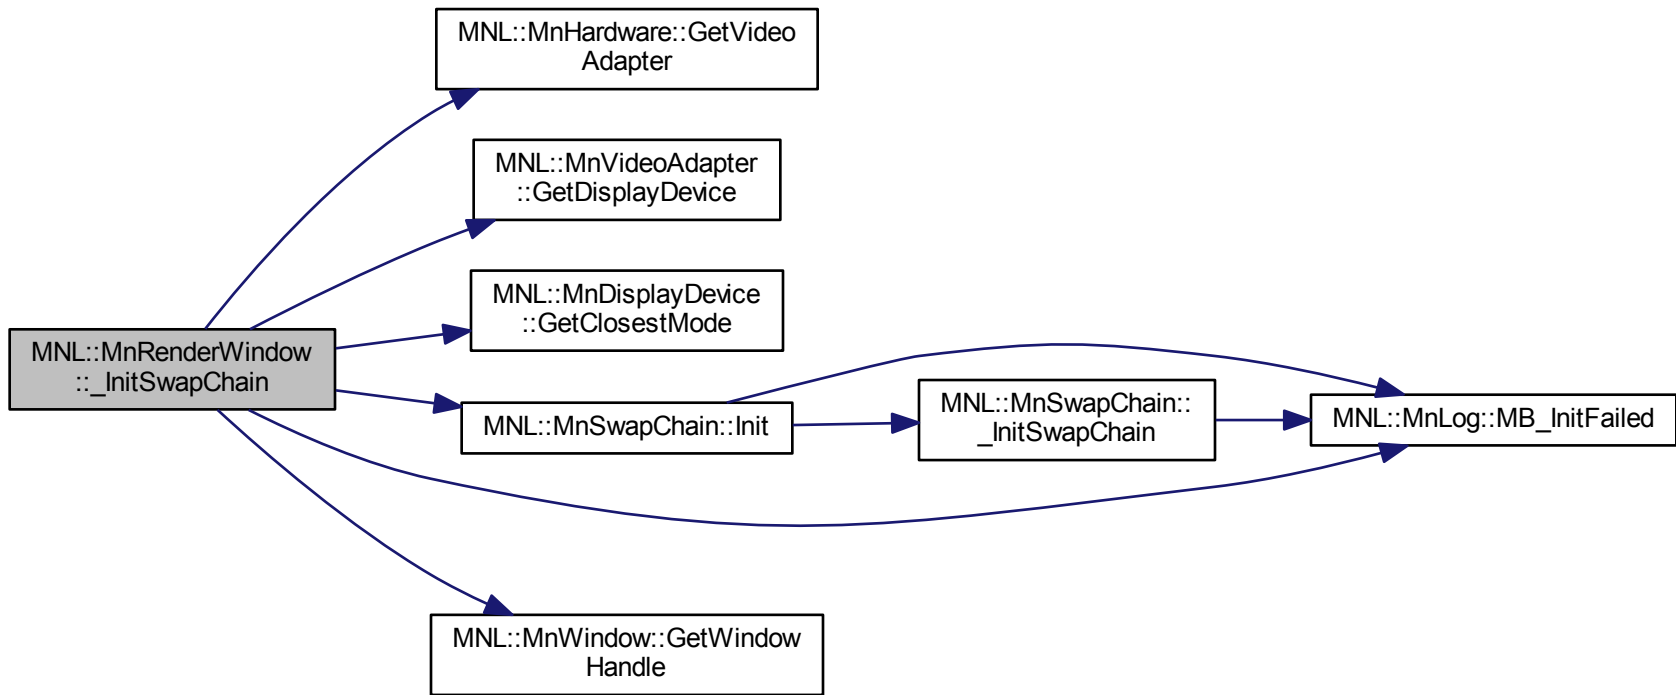 MNL::MnHardware::GetVideo
Adapter
MNL::MnVideoAdapter
::GetDisplayDevice
MNL::MnDisplayDevice
::GetClosestMode
MNL::MnRenderWindow
::_InitSwapChain
MNL::MnSwapChain::Init
MNL::MnSwapChain::
_InitSwapChain
MNL::MnLog::MB_InitFailed
MNL::MnWindow::GetWindow
Handle